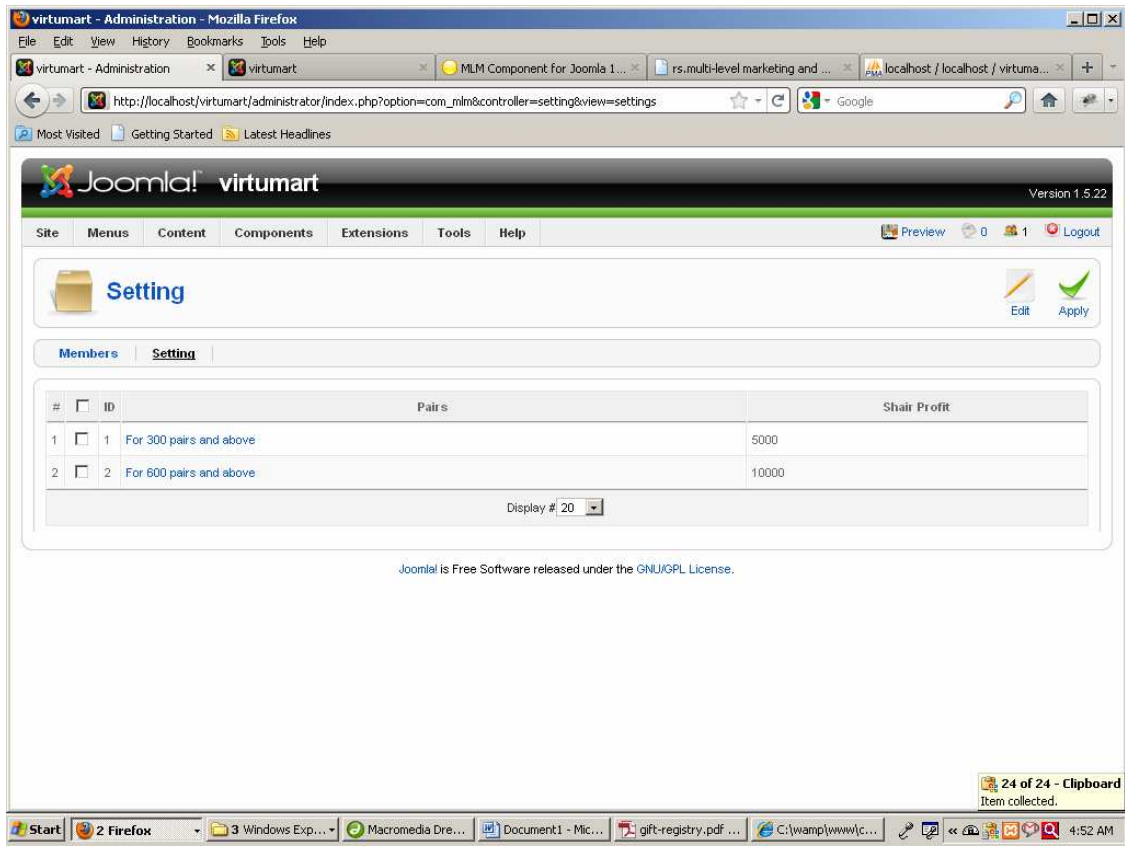 virtumart - Administration - Mozilla Firefox
File Edit View History Bookmarks Tools Help
virtumart - Administration virtumart MLM Component for Joomla 1... rs.multi-level marketing and ... localhost / localhost / virtuma...
http://localhost/virtumart/administrator/index.php?option=com_mlm&controller=setting&view=settings Google
Most Visited Getting Started Latest Headlines
Joomla! virtumart
Version 1.5.22
Site Menus Content Components Extensions Tools Help Preview 0 1 Logout
Setting
Edit Apply
Members Setting
# ID Pairs Shair Profit
1 1 For 300 pairs and above 5000
2 2 For 600 pairs and above 10000
Display # 20
Joomla! is Free Software released under the GNU/GPL License.
24 of 24 - Clipboard
Item collected.
Start 2 Firefox 3 Windows Exp... Macromedia Dre... Document1 - Mic... gift-registry.pdf ... C:\wamp\www\c... 4:52 AM